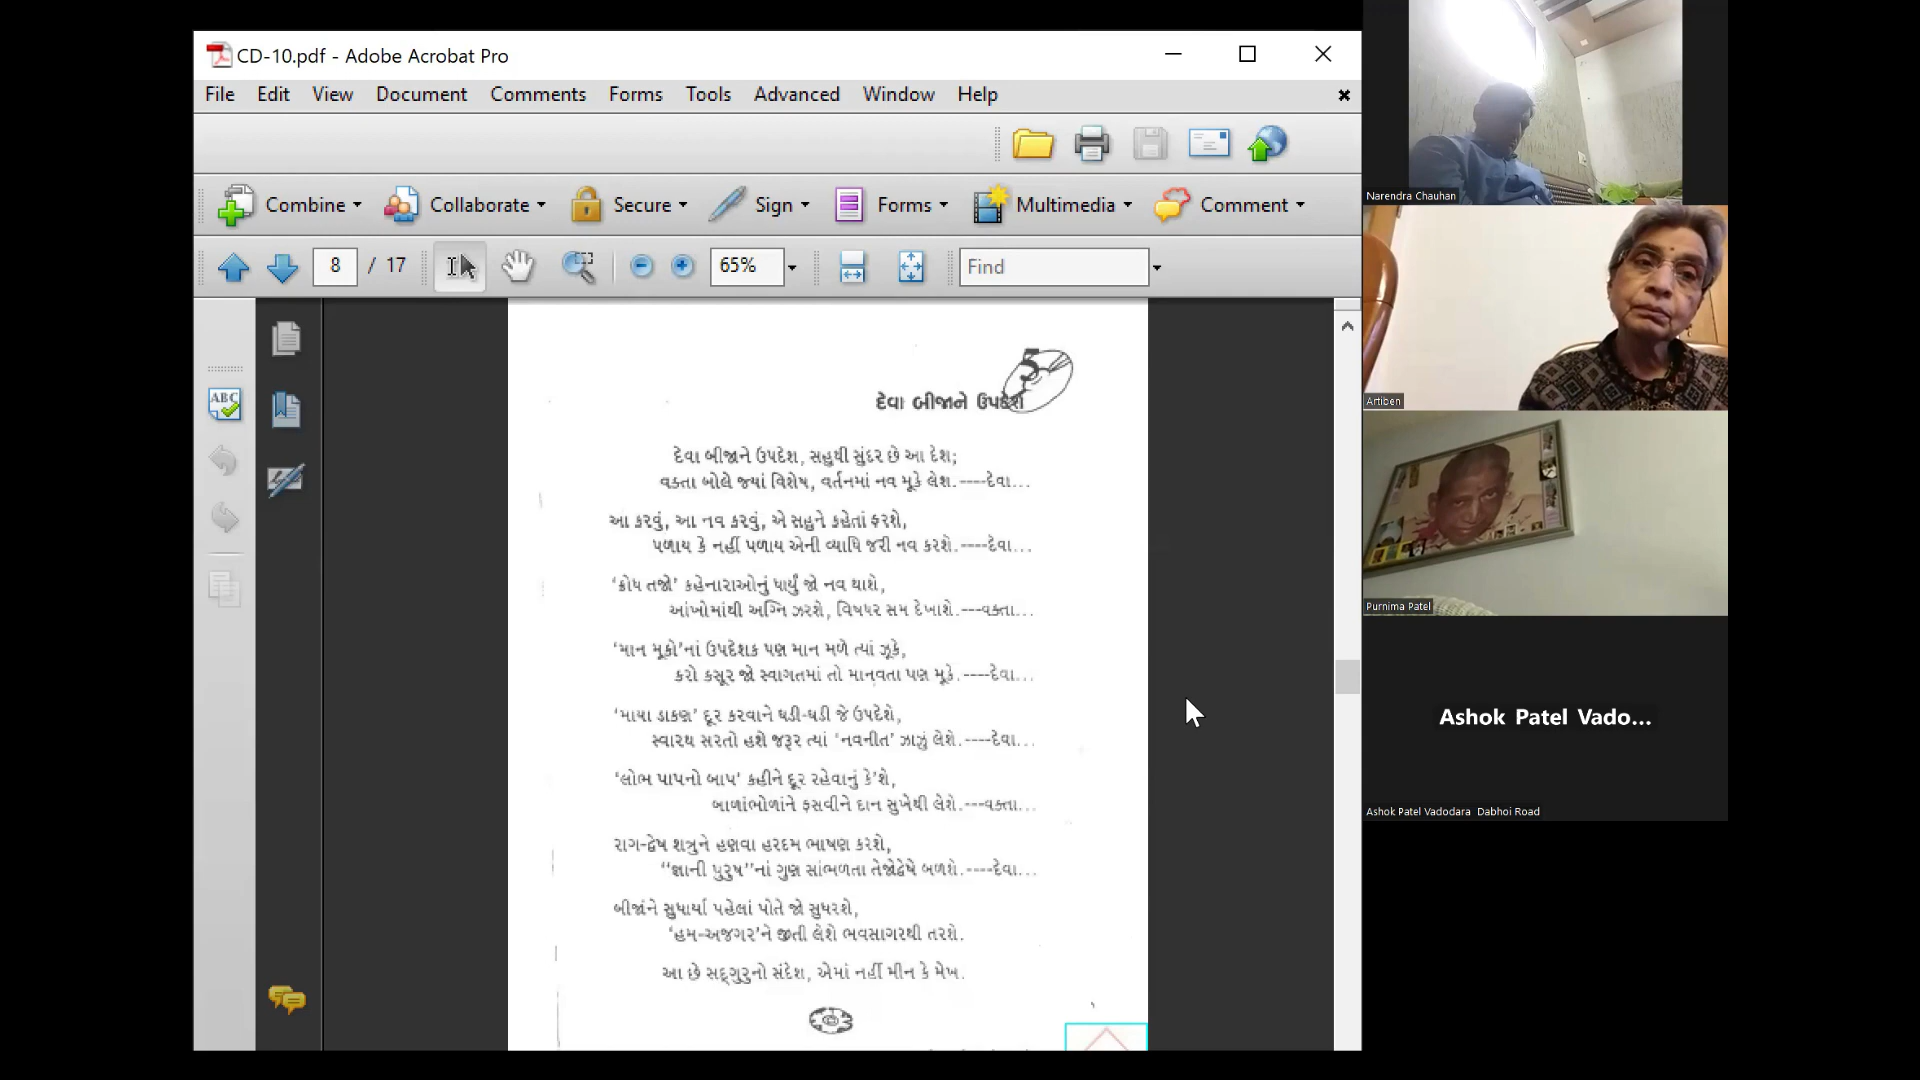 CD-10.pdf - Adobe Acrobat Pro
File Edit View Document Comments Forms Tools Advanced Window Help
Combine Collaborate Secure Sign Forms Multimedia Comment
8 / 17 65% Find
5
દેવા બીજાને ઉપદેશ
દેવા બીજાને ઉપદેશ, સહુથી સુંદર છે આ દેશ;
વક્તા બોલે જ્યાં વિશેષ, વર્તનમાં નવ મૂકે લેશ.----દેવા...
આ કરવું, આ નવ કરવું, એ સહુને કહેતાં ફરશે,
પળાય કે નહીં પળાય એની વ્યાધિ જરી નવ કરશે.----દેવા...
'ક્રોધ તજો' કહેનારાઓનું ધાર્યું જો નવ થાશે,
આંખોમાંથી અગ્નિ ઝરશે, વિષધર સમ દેખાશે.---વક્તા...
'માન મૂકો'નાં ઉપદેશક પણ માન મળે ત્યાં ઝૂકે,
કરો કસૂર જો સ્વાગતમાં તો માનવતા પણ મૂકે.----દેવા...
'માયા ડાકણ' દૂર કરવાને ઘડી-ઘડી જે ઉપદેશે,
સ્વારથ સરતો હશે જરૂર ત્યાં 'નવનીત' ઝાઝું લેશે.----દેવા...
'લોભ પાપનો બાપ' કહીને દૂર રહેવાનું કે'શે,
બાળાંભોળાંને ફસવીને દાન સુખેથી લેશે.---વક્તા...
રાગ-દ્વેષ શત્રુને હણવા હરદમ ભાષણ કરશે,
"જ્ઞાની પુરુષ"નાં ગુણ સાંભળતા તેજોદ્વેષે બળશે.----દેવા...
બીજાંને સુધાર્યા પહેલાં પોતે જો સુધરશે,
'હમ-અજગર'ને જીતી લેશે ભવસાગરથી તરશે.
આ છે સદ્ગુરુનો સંદેશ, એમાં નહીં મીન કે મેખ.
Narendra Chauhan
Artiben
Purnima Patel
Ashok Patel Vado...
Ashok Patel Vadodara Dabhoi Road
ABC